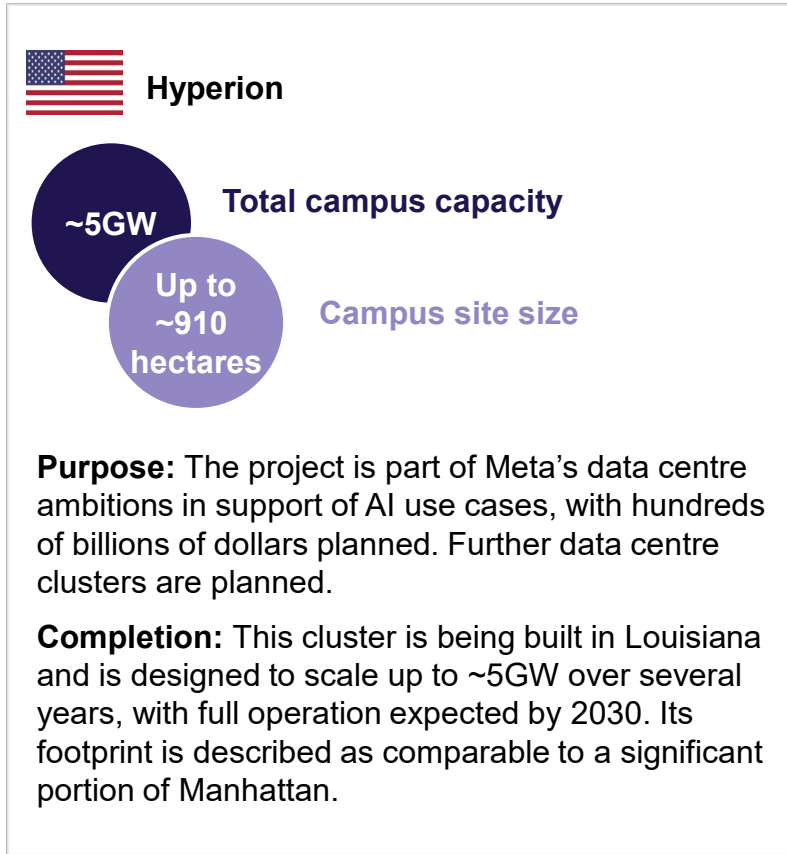 Hyperion
~5GW
Total campus capacity
Up to
~910
hectares
Campus site size
Purpose: The project is part of Meta’s data centre
ambitions in support of AI use cases, with hundreds
of billions of dollars planned. Further data centre
clusters are planned.
Completion: This cluster is being built in Louisiana
and is designed to scale up to ~5GW over several
years, with full operation expected by 2030. Its
footprint is described as comparable to a significant
portion of Manhattan.